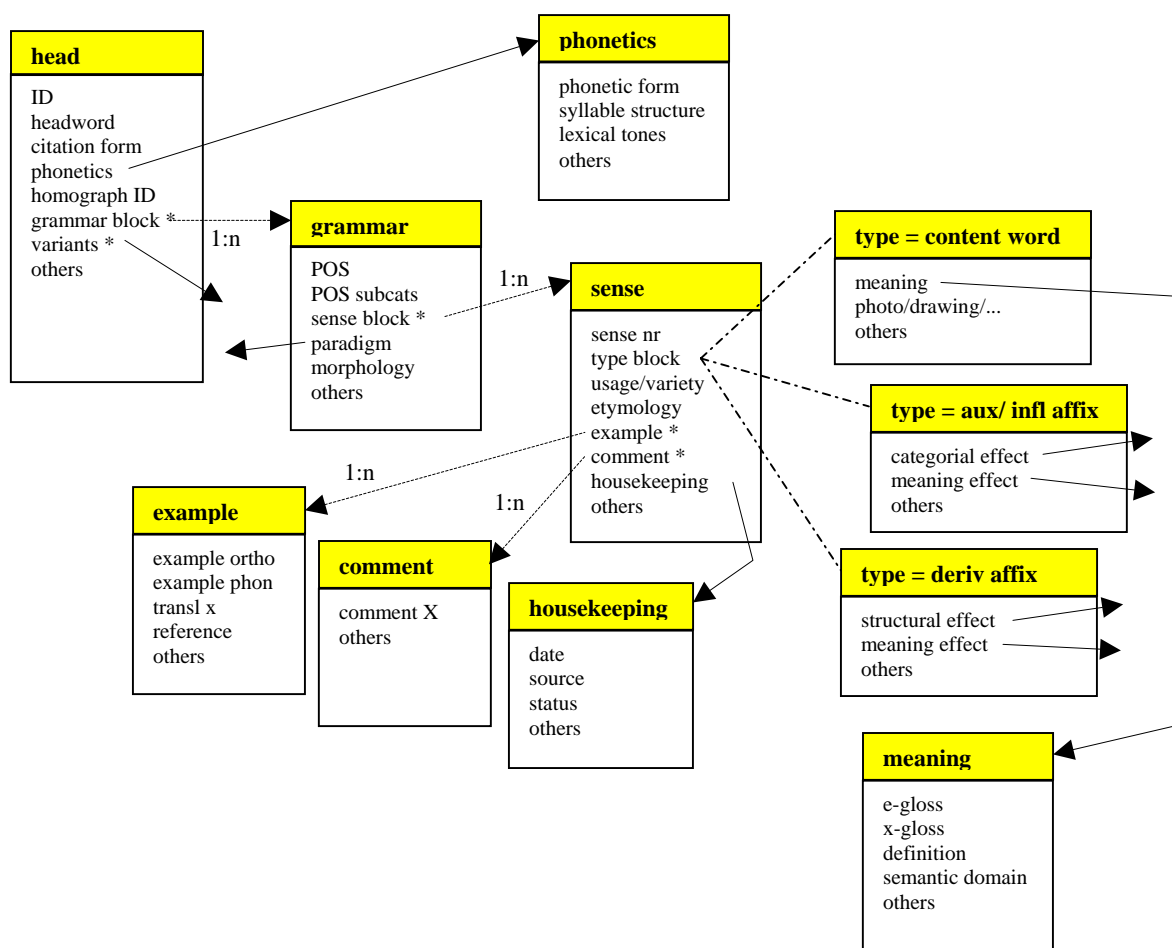 head
ID
headword
citation form
phonetics
homograph ID
grammar block *
variants *
others
phonetics
phonetic form
syllable structure
lexical tones
others
1:n
grammar
POS
POS subcats
sense block *
paradigm
morphology
others
1:n
sense
sense nr
type block
usage/variety
etymology
example *
comment *
housekeeping
others
type = content word
meaning
photo/drawing/...
others
type = aux/ infl affix
categorial effect
meaning effect
others
type = deriv affix
structural effect
meaning effect
others
1:n
example
example ortho
example phon
transl x
reference
others
1:n
comment
comment X
others
housekeeping
date
source
status
others
meaning
e-gloss
x-gloss
definition
semantic domain
others